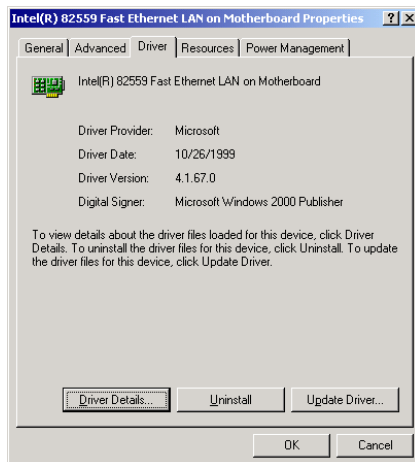 Intel(R) 82559 Fast Ethernet LAN on Motherboard Properties
General Advanced Driver Resources Power Management
Intel(R) 82559 Fast Ethernet LAN on Motherboard
Driver Provider: Microsoft
Driver Date: 10/26/1999
Driver Version: 4.1.67.0
Digital Signer: Microsoft Windows 2000 Publisher
To view details about the driver files loaded for this device, click Driver
Details. To uninstall the driver files for this device, click Uninstall. To update
the driver files for this device, click Update Driver.
Driver Details... Uninstall Update Driver...
OK Cancel